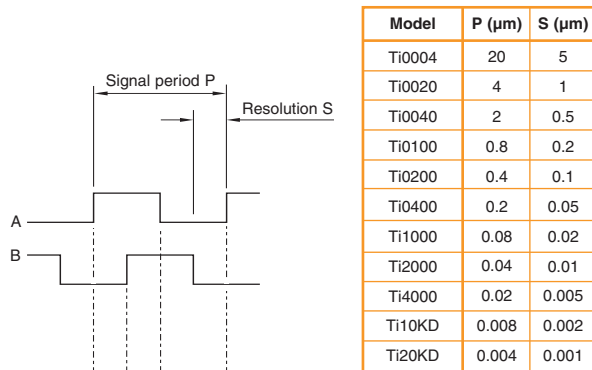 Signal period P
Resolution S
A
B
Model P (µm) S (µm)
Ti0004 20 5
Ti0020 4 1
Ti0040 2 0.5
Ti0100 0.8 0.2
Ti0200 0.4 0.1
Ti0400 0.2 0.05
Ti1000 0.08 0.02
Ti2000 0.04 0.01
Ti4000 0.02 0.005
Ti10KD 0.008 0.002
Ti20KD 0.004 0.001